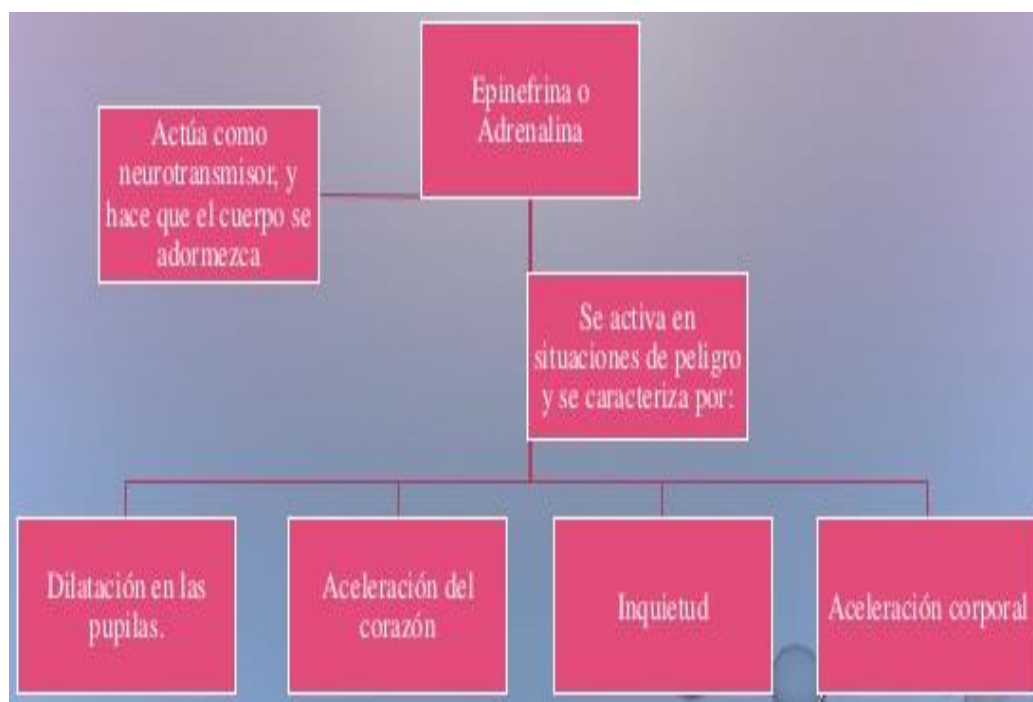 Epinefrina o
Adrenalina
Actúa como
neurotransmisor, y
hace que el cuerpo se
adormezca
Se activa en
situaciones de peligro
y se caracteriza por:
Dilatación en las
pupilas.
Aceleración del
corazón
Inquietud
Aceleración corporal